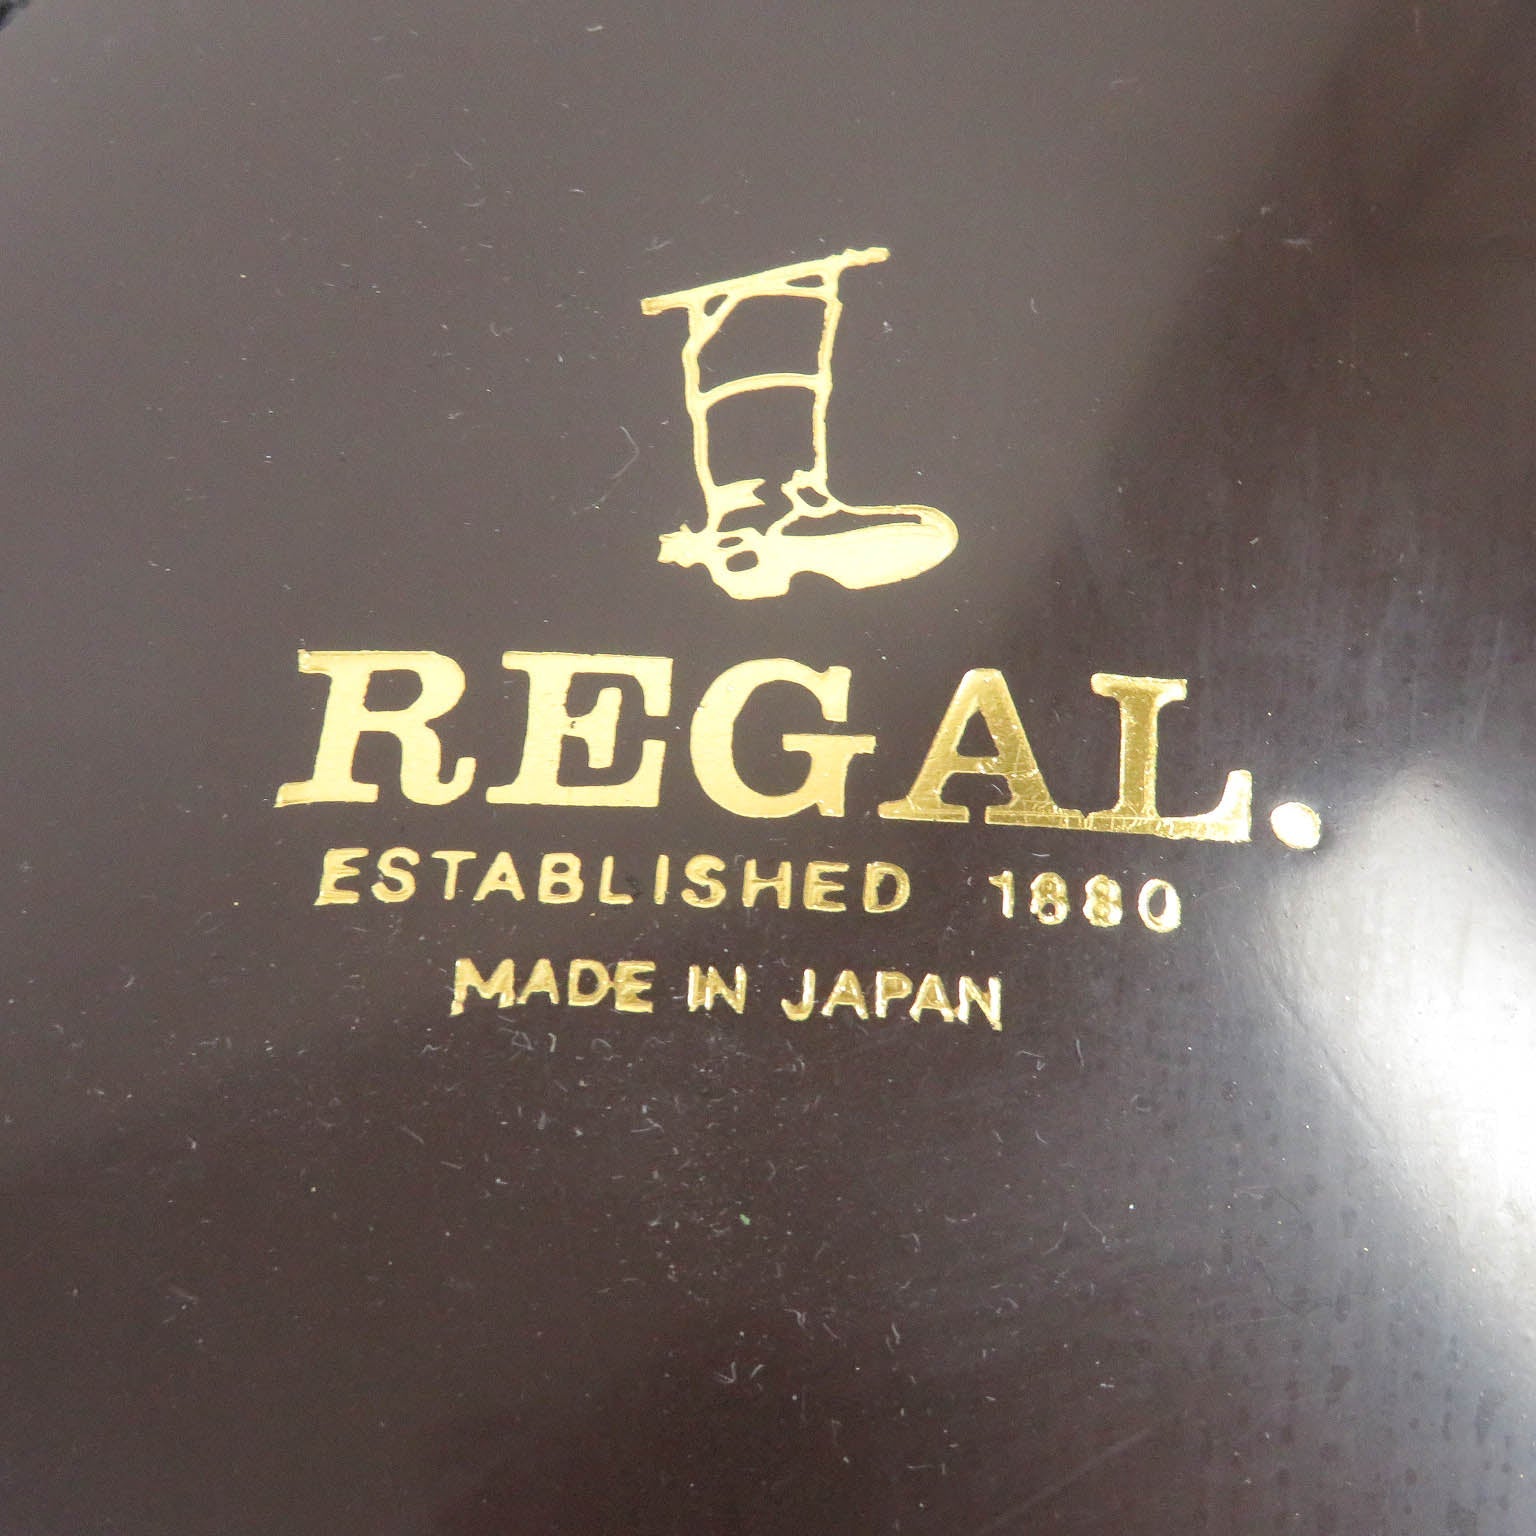 REGAL.
ESTABLISHED 1880
MADE IN JAPAN